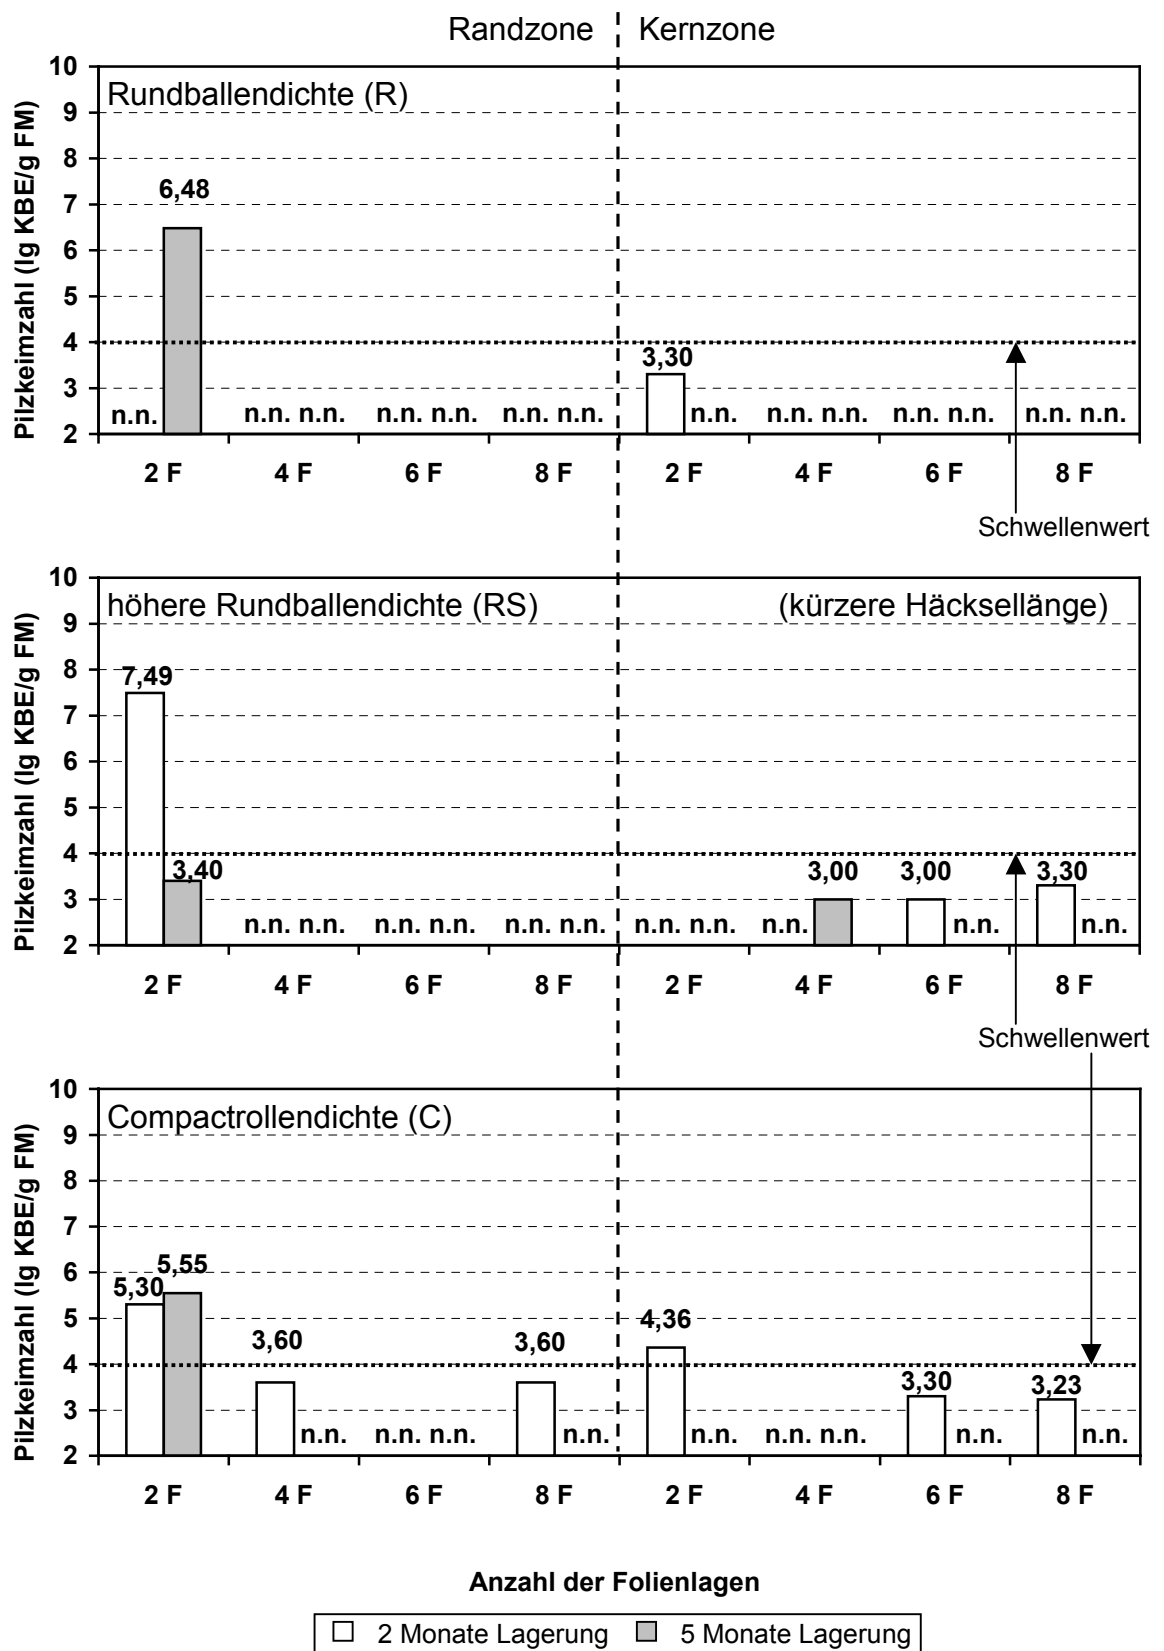 Randzone Kernzone
10
Rundballendichte (R)
9
8
7
6,48
6
5
4
3,30
3
n.n. n.n. n.n. n.n. n.n. n.n. n.n. n.n. n.n. n.n. n.n. n.n. n.n. n.n.
2
Pilzkeimzahl (lg KBE/g FM)
2 F 4 F 6 F 8 F 2 F 4 F 6 F 8 F
Schwellenwert
10
höhere Rundballendichte (RS) (kürzere Häcksellänge)
9
8
7,49
7
6
5
4
3,40 3,00 3,00 3,30
3
n.n. n.n. n.n. n.n. n.n. n.n. n.n. n.n. n.n. n.n. n.n.
2
Pilzkeimzahl (lg KBE/g FM)
2 F 4 F 6 F 8 F 2 F 4 F 6 F 8 F
Schwellenwert
10
Compactrollendichte (C)
9
8
7
6
5,30 5,55
5
3,60 3,60 4,36
4
3,30 3,23
3
n.n. n.n. n.n. n.n. n.n. n.n. n.n. n.n. n.n.
2
Pilzkeimzahl (lg KBE/g FM)
2 F 4 F 6 F 8 F 2 F 4 F 6 F 8 F
Anzahl der Folienlagen
2 Monate Lagerung 5 Monate Lagerung